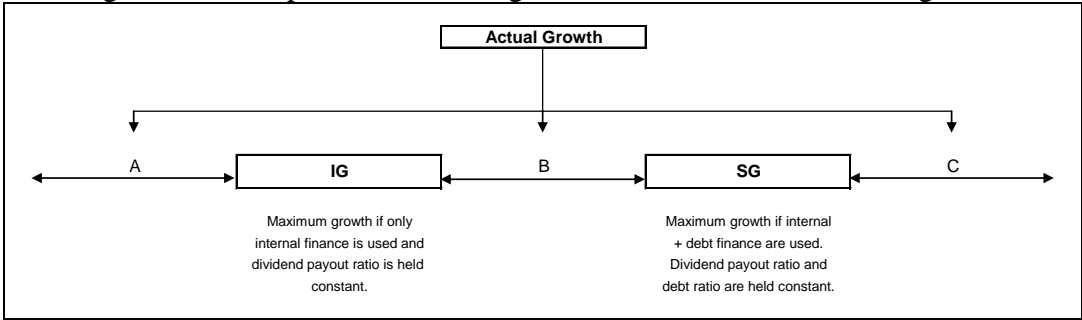 Actual Growth
A
IG
B
SG
C
Maximum growth if only
internal finance is used and
dividend payout ratio is held
constant.
Maximum growth if internal
+ debt finance are used.
Dividend payout ratio and
debt ratio are held constant.